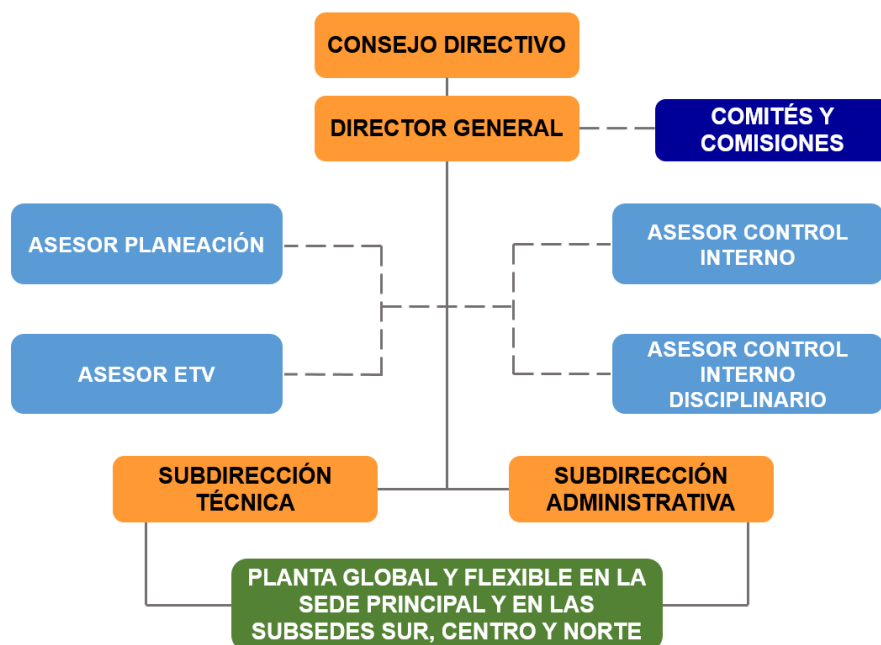 CONSEJO DIRECTIVO
DIRECTOR GENERAL
COMITÉS Y
COMISIONES
ASESOR PLANEACIÓN
ASESOR CONTROL
INTERNO
ASESOR ETV
ASESOR CONTROL
INTERNO
DISCIPLINARIO
SUBDIRECCIÓN
TÉCNICA
SUBDIRECCIÓN
ADMINISTRATIVA
PLANTA GLOBAL Y FLEXIBLE EN LA
SEDE PRINCIPAL Y EN LAS
SUBSEDES SUR, CENTRO Y NORTE